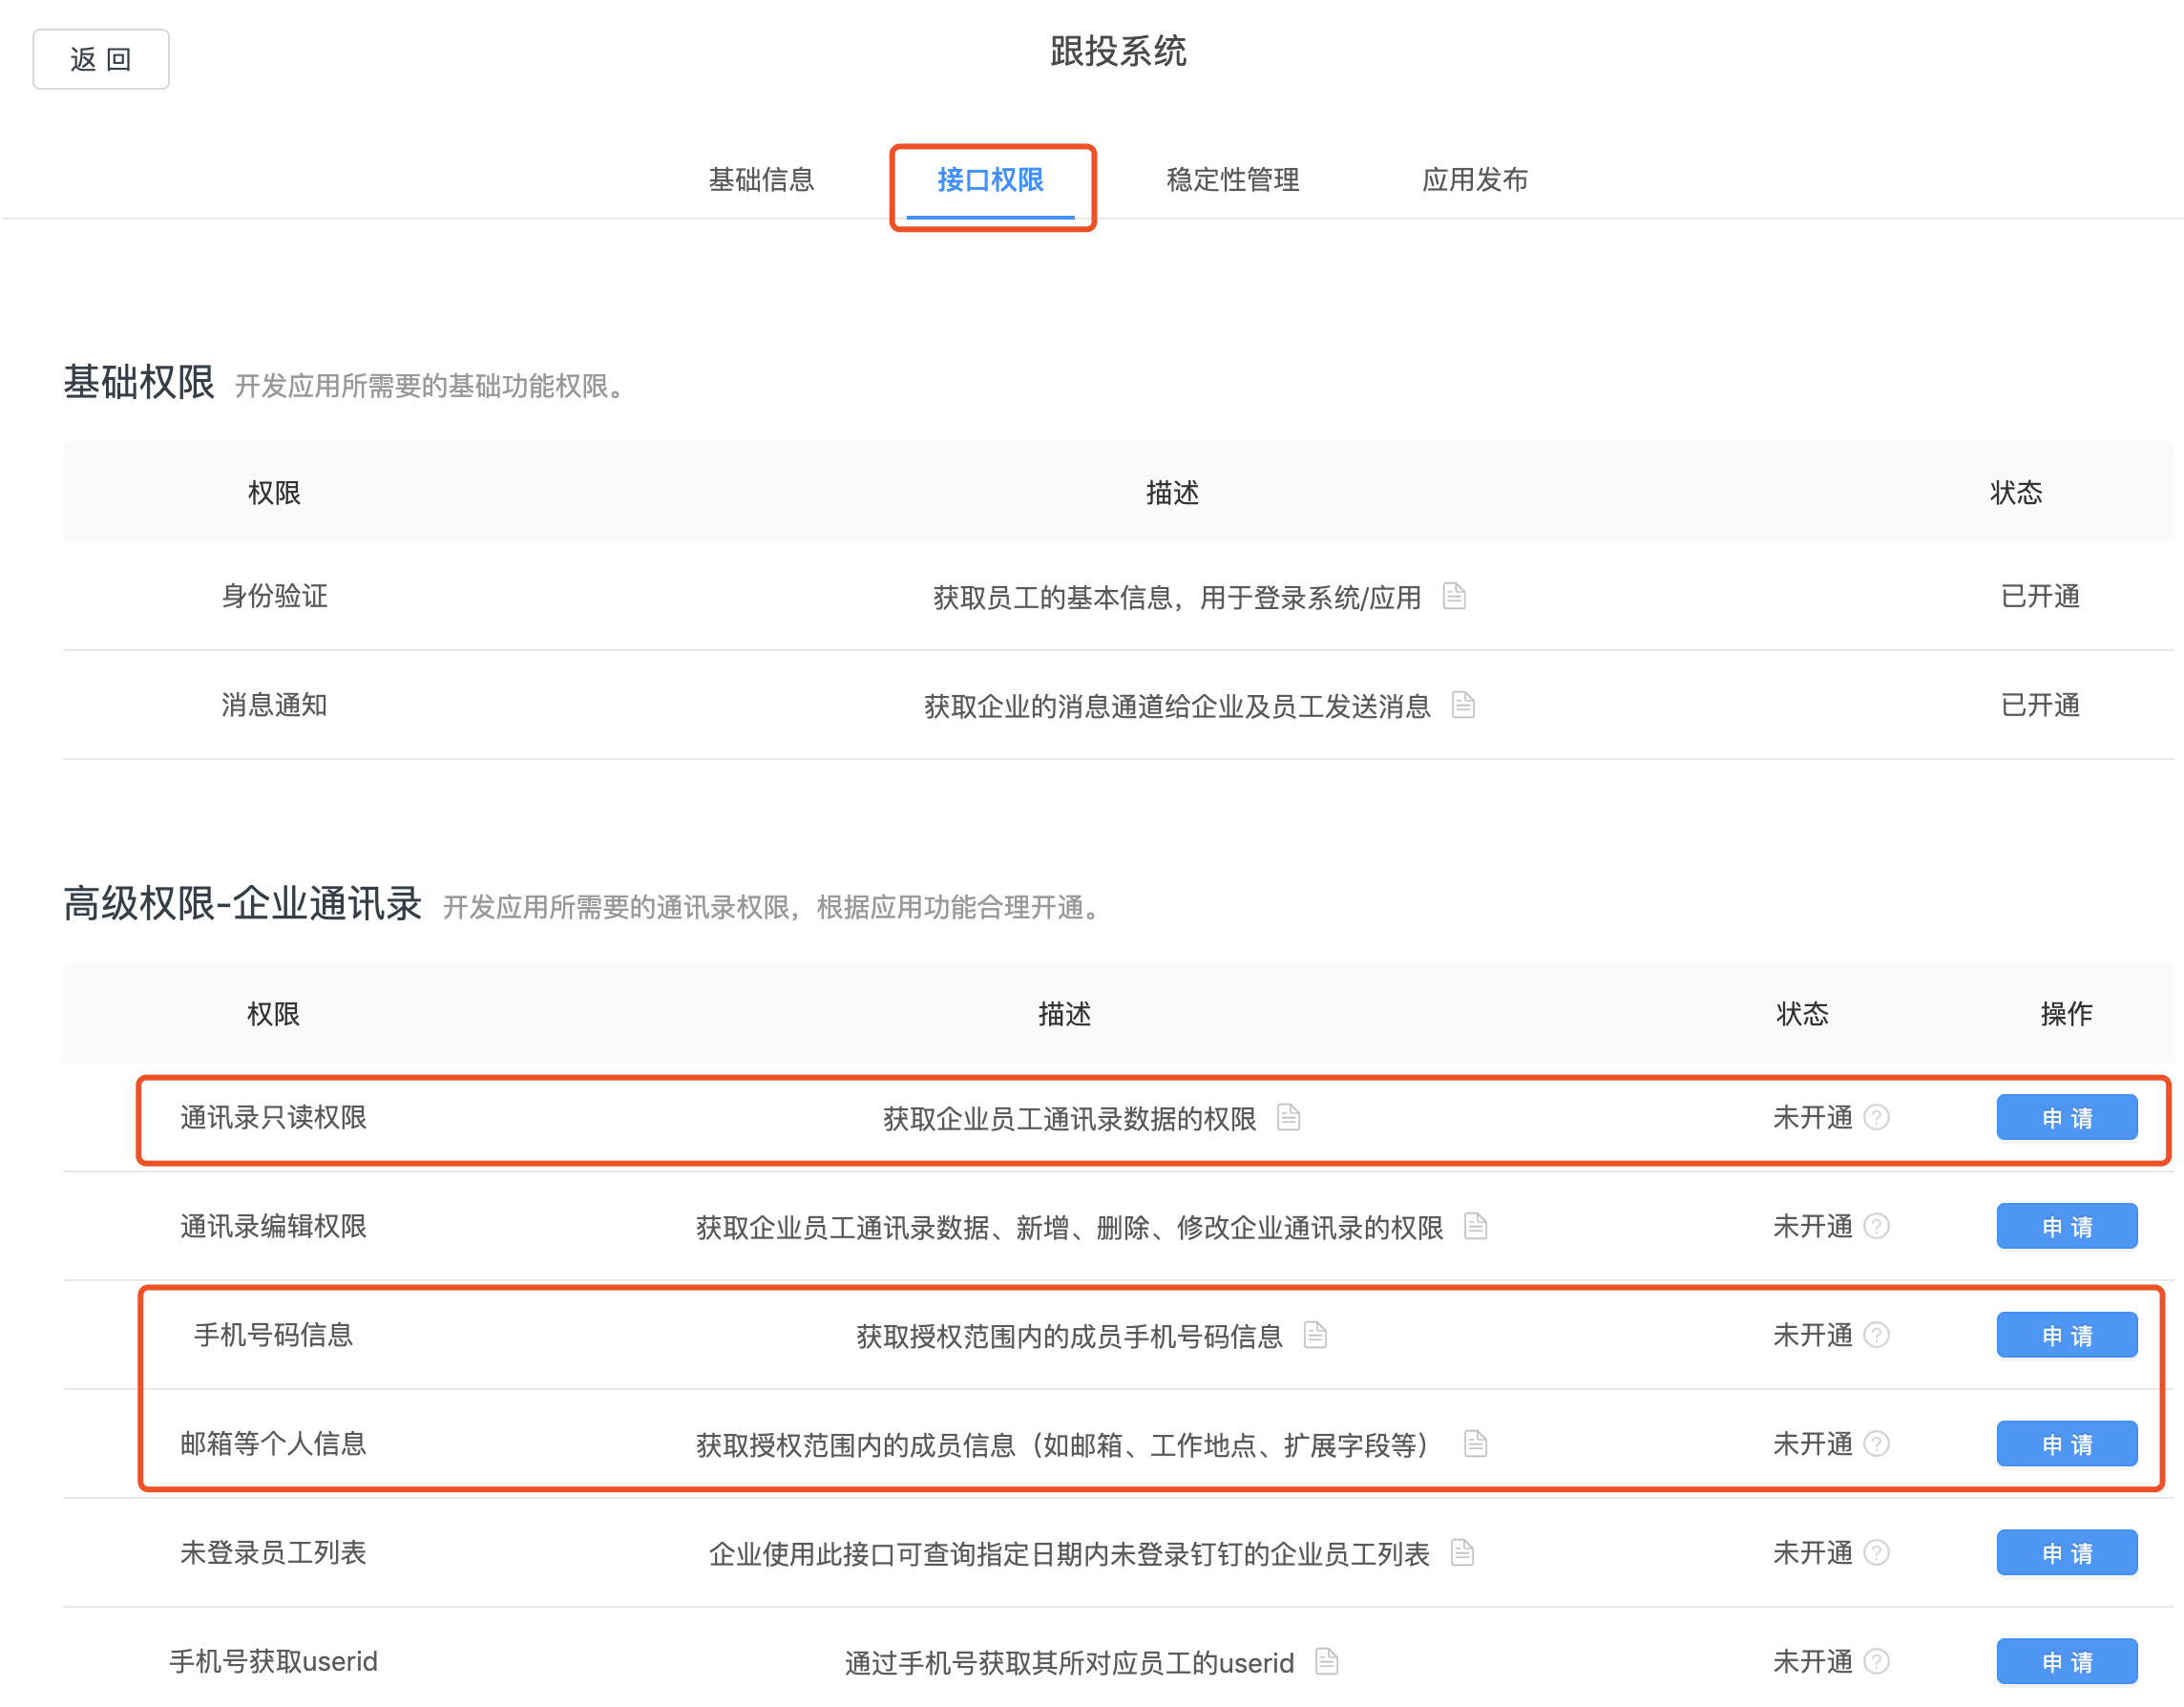 返 回
跟投系统
基础信息 接口权限 稳定性管理 应用发布
基础权限 开发应用所需要的基础功能权限。
权限 描述 状态
身份验证 获取员工的基本信息，用于登录系统/应用 已开通
消息通知 获取企业的消息通道给企业及员工发送消息 已开通
高级权限-企业通讯录 开发应用所需要的通讯录权限，根据应用功能合理开通。
权限 描述 状态 操作
通讯录只读权限 获取企业员工通讯录数据的权限 未开通 ? 申 请
通讯录编辑权限 获取企业员工通讯录数据、新增、删除、修改企业通讯录的权限 未开通 ? 申 请
手机号码信息 获取授权范围内的成员手机号码信息 未开通 ? 申 请
邮箱等个人信息 获取授权范围内的成员信息（如邮箱、工作地点、扩展字段等） 未开通 ? 申 请
未登录员工列表 企业使用此接口可查询指定日期内未登录钉钉的企业员工列表 未开通 ? 申 请
手机号获取userid 通过手机号获取其所对应员工的userid 未开通 ? 申 请